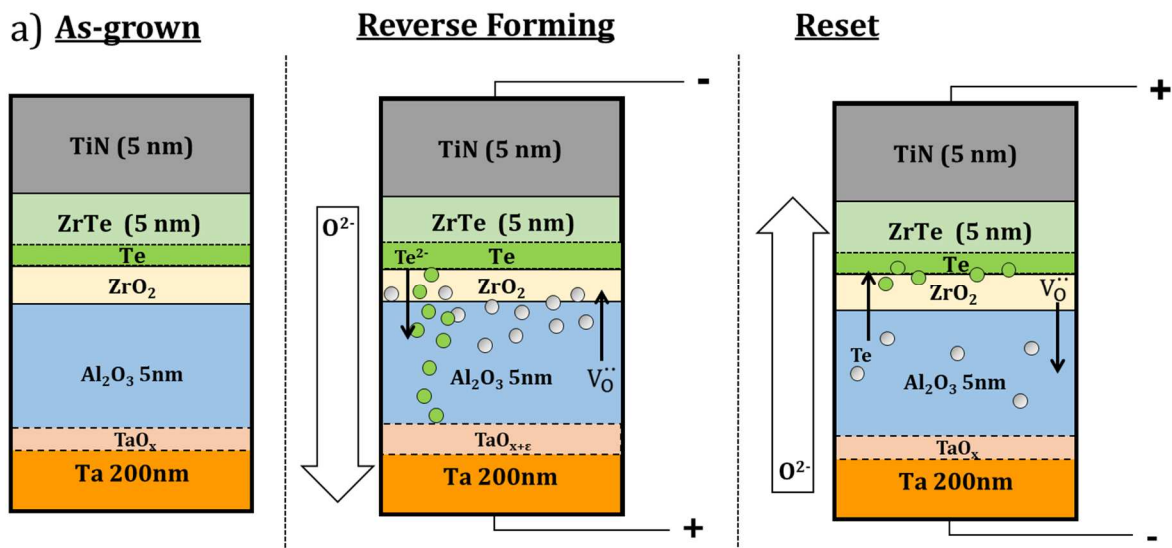 a) As-grown
TiN (5 nm)
ZrTe (5 nm)
Te
ZrO₂
Al₂O₃ 5nm
TaOₓ
Ta 200nm
Reverse Forming
-
O²⁻
TiN (5 nm)
ZrTe (5 nm)
Te²⁻ Te
ZrO₂
Al₂O₃ 5nm
V_O^¨
TaOₓ₊ε
Ta 200nm
+
Reset
+
TiN (5 nm)
ZrTe (5 nm)
Te
ZrO₂
V_O^¨
Te
Al₂O₃ 5nm
TaOₓ
O²⁻
Ta 200nm
-